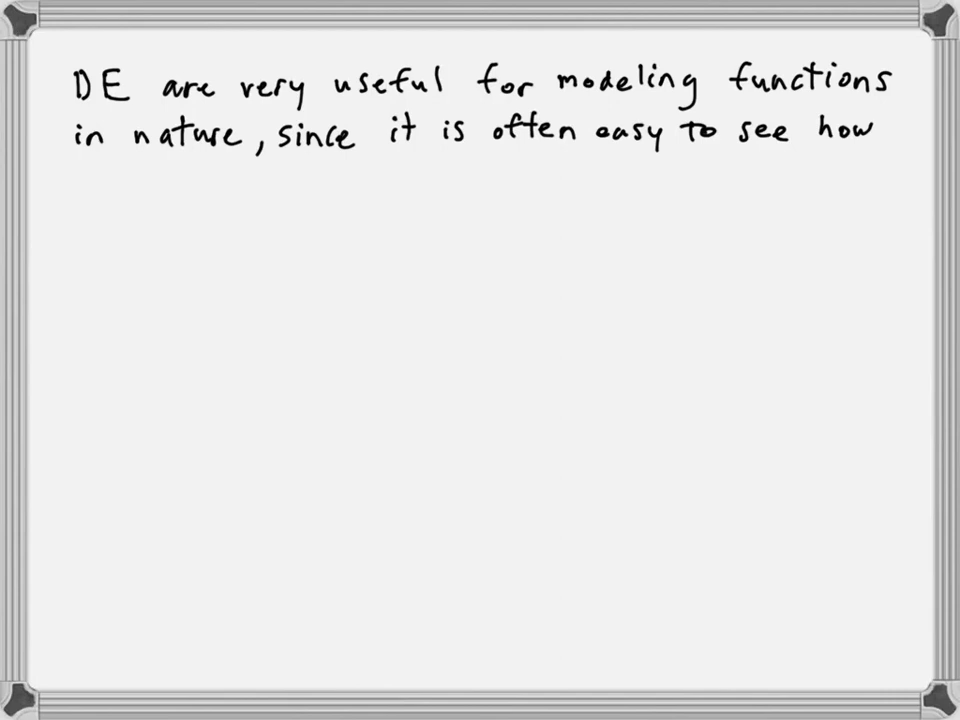 DE are very useful for modeling functions
in nature, since it is often easy to see how